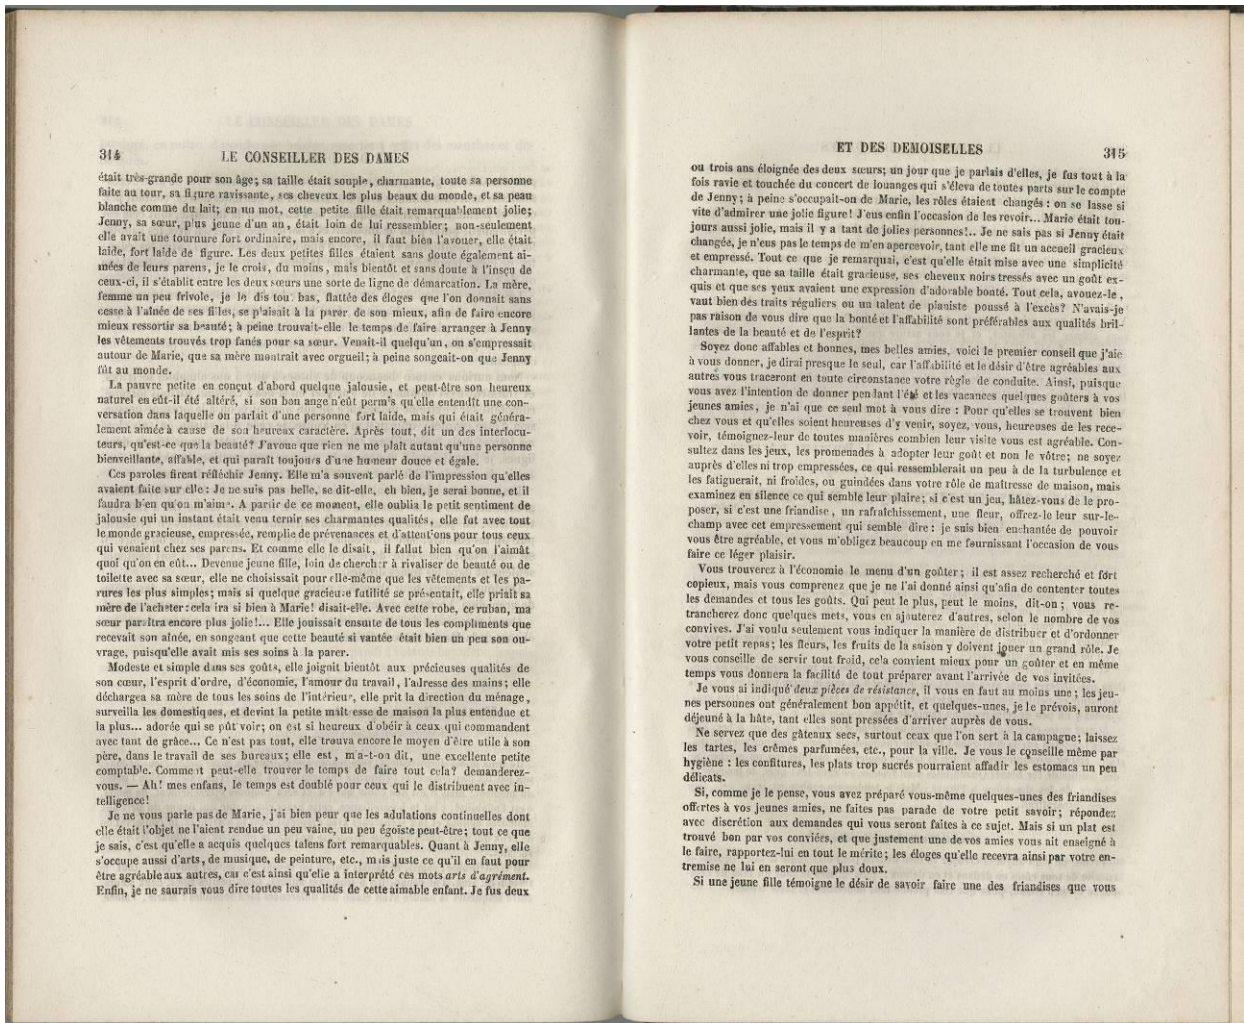 314
LE CONSEILLER DES DAMES
était très-grande pour son âge; sa taille était souple, charmante, toute sa personne
faite au tour, sa figure ravissante, ses cheveux les plus beaux du monde, et sa peau
blanche comme du lait; en un mot, cette petite fille était remarquablement jolie;
Jenny, sa sœur, plus jeune d'un an, était loin de lui ressembler; non-seulement
elle avait une tournure fort ordinaire, mais encore, il faut bien l'avouer, elle était
laide, fort laide de figure. Les deux petites filles étaient sans doute également ai-
mées de leurs parens, je le crois, du moins, mais bientôt et sans doute à l'insçu de
ceux-ci, il s'établit entre les deux sœurs une sorte de ligne de démarcation. La mère,
femme un peu frivole, je le dis tout bas, flattée des éloges que l'on donnait sans
cesse à l'aînée de ses filles, se plaisait à la parer de son mieux, afin de faire encore
mieux ressortir sa beauté; à peine trouvait-elle le temps de faire arranger à Jenny
les vêtements trouvés trop fanés pour sa sœur. Venait-il quelqu'un, on s'empressait
autour de Marie, que sa mère montrait avec orgueil; à peine songeait-on que Jenny
fût au monde.
La pauvre petite en conçut d'abord quelque jalousie, et peut-être son heureux
naturel en eût-il été altéré, si son bon ange n'eût permis qu'elle entendît une con-
versation dans laquelle on parlait d'une personne fort laide, mais qui était généra-
lement aimée à cause de son heureux caractère. Après tout, dit un des interlocu-
teurs, qu'est-ce que la beauté? J'avoue que rien ne me plaît autant qu'une personne
bienveillante, affable, et qui paraît toujours d'une humeur douce et égale.
Ces paroles firent réfléchir Jenny. Elle m'a souvent parlé de l'impression qu'elles
avaient faite sur elle: Je ne suis pas belle, se dit-elle, eh bien, je serai bonne, et il
faudra bien qu'on m'aime. A partir de ce moment, elle oublia le petit sentiment de
jalousie qui un instant était venu ternir ses charmantes qualités, elle fut avec tout
le monde gracieuse, empressée, remplie de prévenances et d'attentions pour tous ceux
qui venaient chez ses parens. Et comme elle le disait, il fallut bien qu'on l'aimât
quoi qu'on en eût... Devenue jeune fille, loin de chercher à rivaliser de beauté ou de
toilette avec sa sœur, elle ne choisissait pour elle-même que les vêtements et les pa-
rures les plus simples; mais si quelque gracieuse futilité se présentait, elle priait sa
mère de l'acheter: cela ira si bien à Marie! disait-elle. Avec cette robe, ce ruban, ma
sœur paraîtra encore plus jolie!... Elle jouissait ensuite de tous les compliments que
recevait son aînée, en songeant que cette beauté si vantée était bien un peu son ou-
vrage, puisqu'elle avait mis ses soins à la parer.
Modeste et simple dans ses goûts, elle joignit bientôt aux précieuses qualités de
son cœur, l'esprit d'ordre, d'économie, l'amour du travail, l'adresse des mains; elle
déchargea sa mère de tous les soins de l'intérieur, elle prit la direction du ménage,
surveilla les domestiques, et devint la petite maîtresse de maison la plus entendue et
la plus... adorée qui se pût voir; on est si heureux d'obéir à ceux qui commandent
avec tant de grâce... Ce n'est pas tout, elle trouva encore le moyen d'être utile à son
père, dans le travail de ses bureaux; elle est, m'a-t-on dit, une excellente petite
comptable. Comment peut-elle trouver le temps de faire tout cela? demanderez-
vous. — Ah! mes enfans, le temps est doublé pour ceux qui le distribuent avec in-
telligence!
Je ne vous parle pas de Marie, j'ai bien peur que les adulations continuelles dont
elle était l'objet ne l'aient rendue un peu vaine, un peu égoïste peut-être; tout ce que
je sais, c'est qu'elle a acquis quelques talens fort remarquables. Quant à Jenny, elle
s'occupe aussi d'arts, de musique, de peinture, etc., mais juste ce qu'il en faut pour
être agréable aux autres, car c'est ainsi qu'elle a interprété ces mots arts d'agrément.
Enfin, je ne saurais vous dire toutes les qualités de cette aimable enfant. Je fus deux
ET DES DEMOISELLES
315
ou trois ans éloignée des deux sœurs; un jour que je parlais d'elles, je fus tout à la
fois ravie et touchée du concert de louanges qui s'éleva de toutes parts sur le compte
de Jenny; à peine s'occupait-on de Marie, les rôles étaient changés: on se lasse si
vite d'admirer une jolie figure! J'eus enfin l'occasion de les revoir... Marie était tou-
jours aussi jolie, mais il y a tant de jolies personnes!.. Je ne sais pas si Jenny était
changée, je n'eus pas le temps de m'en apercevoir, tant elle me fit un accueil gracieux
et empressé. Tout ce que je remarquai, c'est qu'elle était mise avec une simplicité
charmante, que sa taille était gracieuse, ses cheveux noirs tressés avec un goût ex-
quis et que ses yeux avaient une expression d'adorable bonté. Tout cela, avouez-le,
vaut bien des traits réguliers ou un talent de pianiste poussé à l'excès? N'avais-je
pas raison de vous dire que la bonté et l'affabilité sont préférables aux qualités bril-
lantes de la beauté et de l'esprit?
Soyez donc affables et bonnes, mes belles amies, voici le premier conseil que j'aie
à vous donner, je dirai presque le seul, car l'affabilité et le désir d'être agréables aux
autres vous traceront en toute circonstance votre règle de conduite. Ainsi, puisque
vous avez l'intention de donner pendant l'été et les vacances quelques goûters à vos
jeunes amies, je n'ai que ce seul mot à vous dire: Pour qu'elles se trouvent bien
chez vous et qu'elles soient heureuses d'y venir, soyez, vous, heureuses de les rece-
voir, témoignez-leur de toutes manières combien leur visite vous est agréable. Con-
sultez dans les jeux, les promenades à adopter leur goût et non le vôtre; ne soyez
auprès d'elles ni trop empressées, ce qui ressemblerait un peu à de la turbulence et
les fatiguerait, ni froides, ou guindées dans votre rôle de maîtresse de maison, mais
examinez en silence ce qui semble leur plaire; si c'est un jeu, hâtez-vous de le pro-
poser, si c'est une friandise, un rafraîchissement, une fleur, offrez-le leur sur-le-
champ avec cet empressement qui semble dire: je suis bien enchantée de pouvoir
vous être agréable, et vous m'obligez beaucoup en me fournissant l'occasion de vous
faire ce léger plaisir.
Vous trouverez à l'économie le menu d'un goûter; il est assez recherché et fort
copieux, mais vous comprenez que je ne l'ai donné ainsi qu'afin de contenter toutes
les demandes et tous les goûts. Qui peut le plus, peut le moins, dit-on; vous re-
trancherez donc quelques mets, vous en ajouterez d'autres, selon le nombre de vos
convives. J'ai voulu seulement vous indiquer la manière de distribuer et d'ordonner
votre petit repas; les fleurs, les fruits de la saison y doivent jouer un grand rôle. Je
vous conseille de servir tout froid, cela convient mieux pour un goûter et en même
temps vous donnera la facilité de tout préparer avant l'arrivée de vos invitées.
Je vous ai indiqué deux pièces de résistance, il vous en faut au moins une; les jeu-
nes personnes ont généralement bon appétit, et quelques-unes, je le prévois, auront
déjeuné à la hâte, tant elles sont pressées d'arriver auprès de vous.
Ne servez que des gâteaux secs, surtout ceux que l'on sert à la campagne; laissez
les tartes, les crêmes parfumées, etc., pour la ville. Je vous le conseille même par
hygiène: les confitures, les plats trop sucrés pourraient affadir les estomacs un peu
délicats.
Si, comme je le pense, vous avez préparé vous-même quelques-unes des friandises
offertes à vos jeunes amies, ne faites pas parade de votre petit savoir; répondez
avec discrétion aux demandes qui vous seront faites à ce sujet. Mais si un plat est
trouvé bon par vos conviées, et que justement une de vos amies vous ait enseigné à
le faire, rapportez-lui en tout le mérite; les éloges qu'elle recevra ainsi par votre en-
tremise ne lui en seront que plus doux.
Si une jeune fille témoigne le désir de savoir faire une des friandises que vous